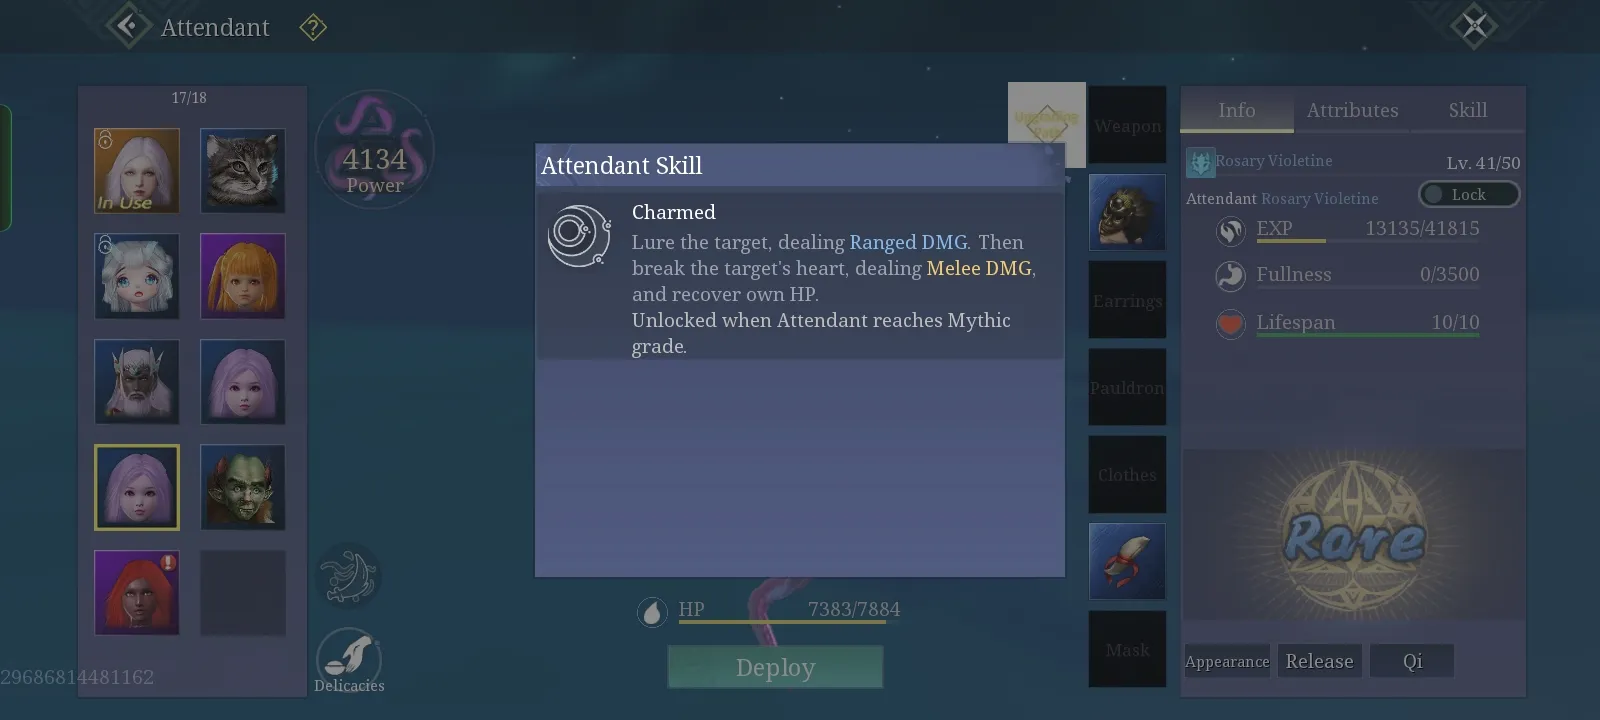 Attendant
?
17/18
In Use
4134
Power
Delicacies
29686814481162
Attendant Skill
Charmed
Lure the target, dealing Ranged DMG. Then
break the target's heart, dealing Melee DMG,
and recover own HP.
Unlocked when Attendant reaches Mythic
grade.
HP 7383/7884
Deploy
Upgrading
Path
Weapon
Earrings
Pauldron
Clothes
Mask
Info Attributes Skill
Rosary Violetine Lv. 41/50
Attendant Rosary Violetine Lock
EXP 13135/41815
Fullness 0/3500
Lifespan 10/10
Rare
Appearance Release Qi